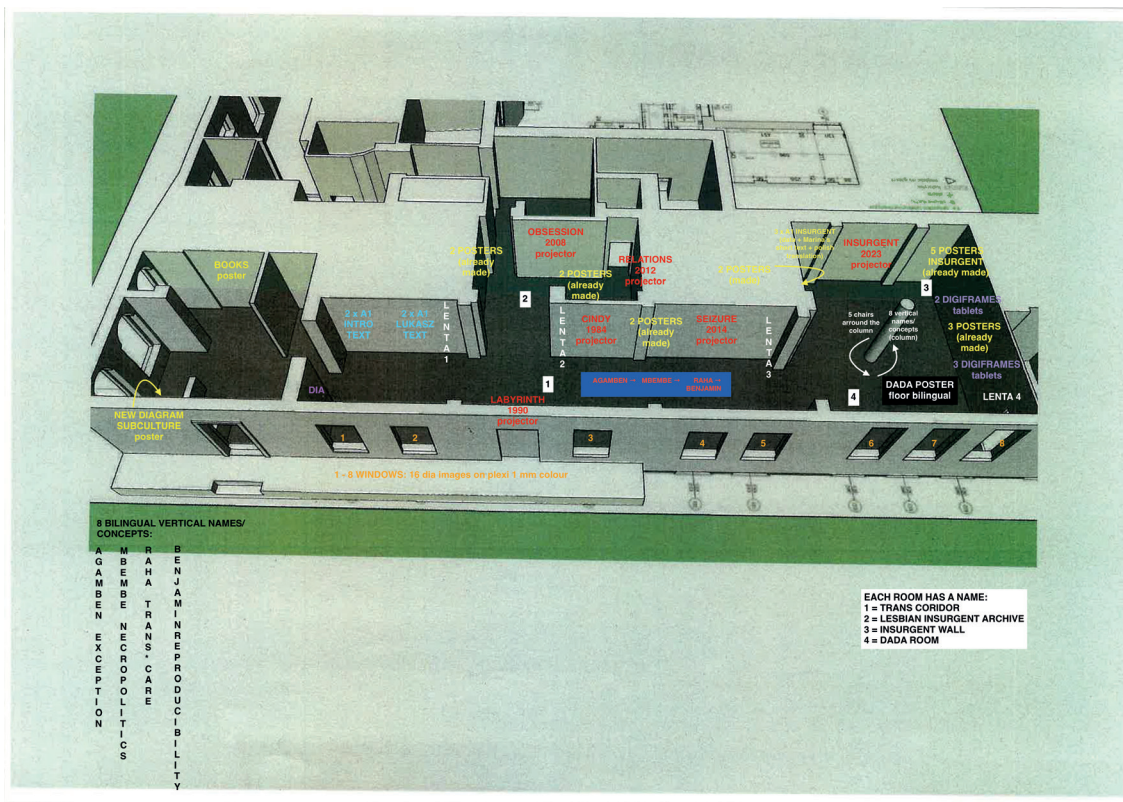 OBSESSION
2008
projector
RELATIONS
2012
projector
INSURGENT
2023
projector
BOOKS
poster
POSTERS
(already
made)
2 POSTERS
(already
made)
5 POSTERS
INSURGENT
(already made)
3
2
2 DIGIFRAMES
tablets
3 POSTERS
(already
made)
3 DIGIFRAMES
tablets
5 chairs
around the
column
8 vertical
names/
concepts
(column)
2 x A1
INTRO
TEXT
2 x A1
LUKASZ
TEXT
LENTA 1
LENTA 2
CINDY
1984
projector
2 POSTERS
(already
made)
SEIZURE
2014
projector
LENTA 3
AGAMBEN → MBEMBE → RAHA →
BENJAMIN
1
4
DADA POSTER
floor bilingual
LENTA 4
DIA
LABYRINTH
1990
projector
NEW DIAGRAM
SUBCULTURE
poster
1 2 3 4 5 6 7 8
1 - 8 WINDOWS: 16 dia images on plexi 1 mm colour
8 BILINGUAL VERTICAL NAMES/
CONCEPTS:
AGAMBEN EXCEPTION
MBEMBE NECROPOLITICS
RAHA TRANS*CARE
BENJAMINREPRODUCIBILITY
EACH ROOM HAS A NAME:
1 = TRANS CORIDOR
2 = LESBIAN INSURGENT ARCHIVE
3 = INSURGENT WALL
4 = DADA ROOM